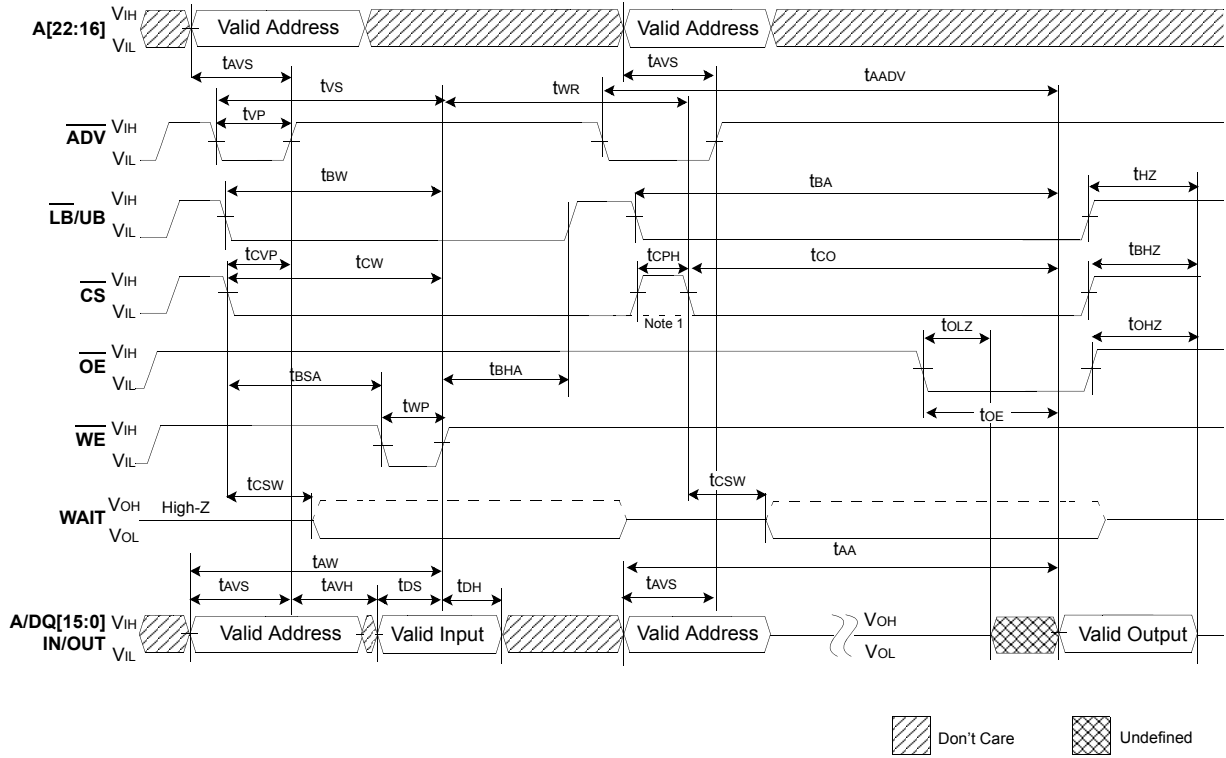 A[22:16] VIH VIL Valid Address Valid Address
tAVS tAVS tAADV
tVS tWR
tVP
ADV VIH VIL
tBW tBA tHZ
LB/UB VIH VIL
tCVP tCW tCPH tCO tBHZ
CS VIH VIL
Note 1
tOLZ tOHZ
OE VIH VIL
tBSA tBHA
tWP tOE
WE VIH VIL
tCSW tCSW
WAIT VOH VOL High-Z
tAW tAA
tAVS tAVH tDS tDH tAVS
A/DQ[15:0] IN/OUT VIH VIL Valid Address Valid Input Valid Address VOH VOL Valid Output
Don't Care Undefined